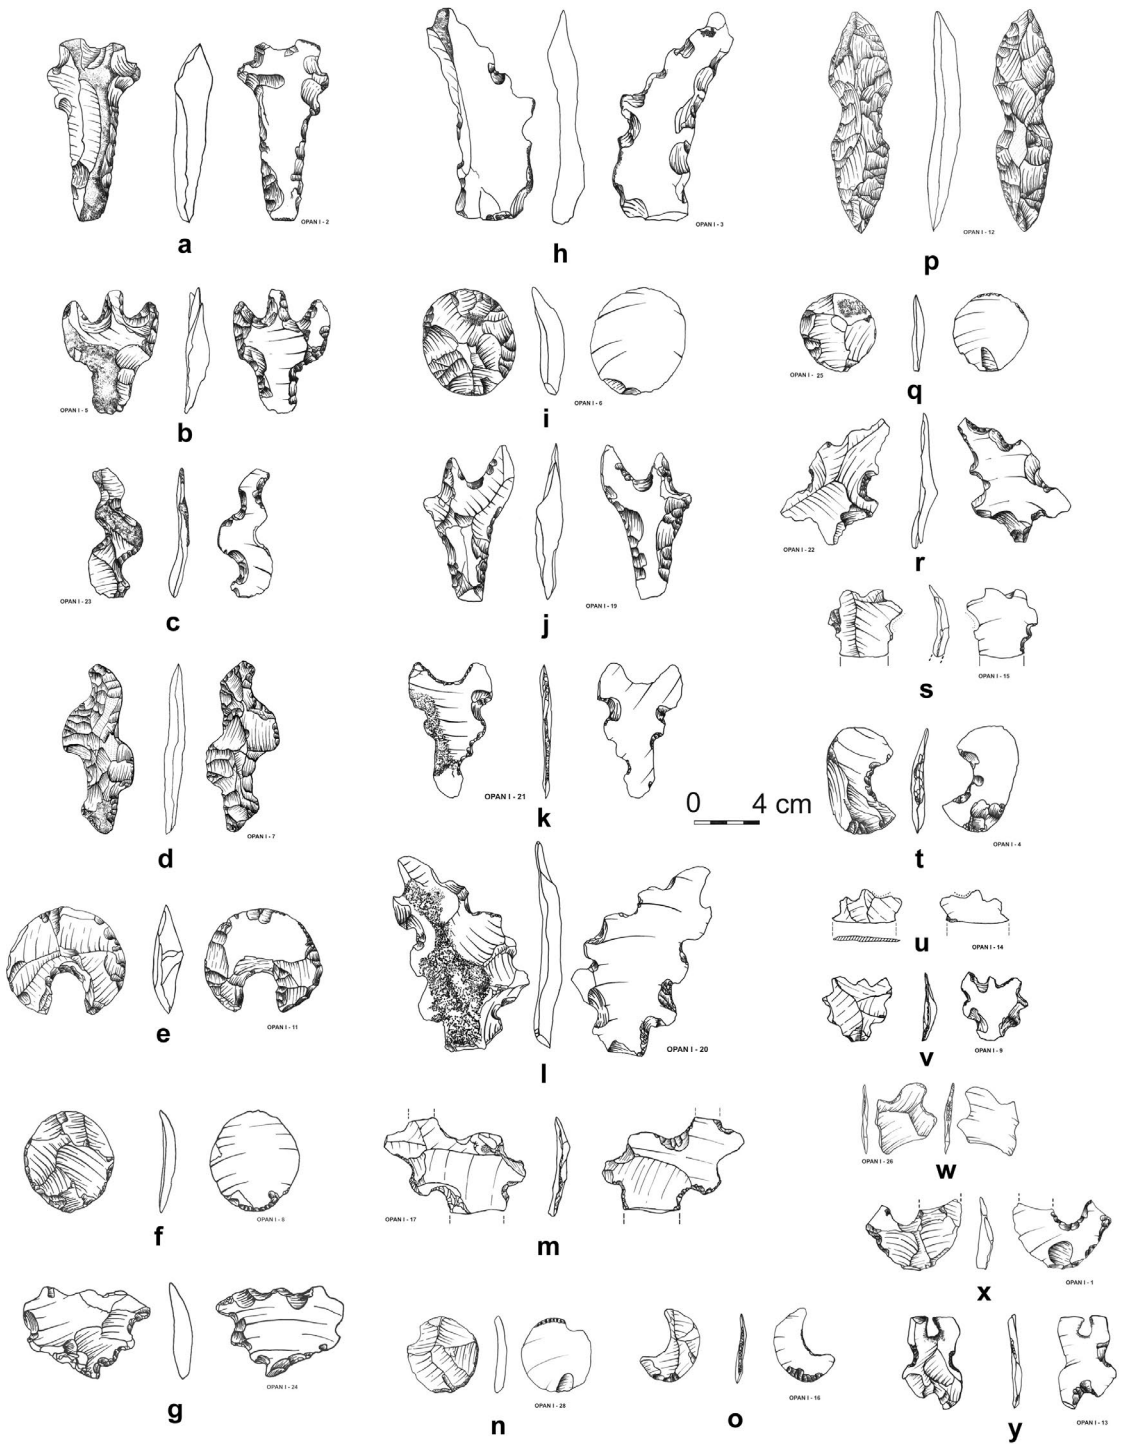 OPAN I - 2
a
OPAN I - 5
b
OPAN I - 23
c
OPAN I - 7
d
OPAN I - 11
e
OPAN I - 8
f
OPAN I - 24
g
OPAN I - 3
h
OPAN I - 6
i
OPAN I - 19
j
OPAN I - 21
k
0 4 cm
OPAN I - 20
l
OPAN I - 17
m
OPAN I - 28
n
OPAN I - 16
o
OPAN I - 12
p
OPAN I - 25
q
OPAN I - 22
r
OPAN I - 15
s
OPAN I - 4
t
OPAN I - 14
u
OPAN I - 9
v
OPAN I - 26
w
OPAN I - 1
x
OPAN I - 13
y